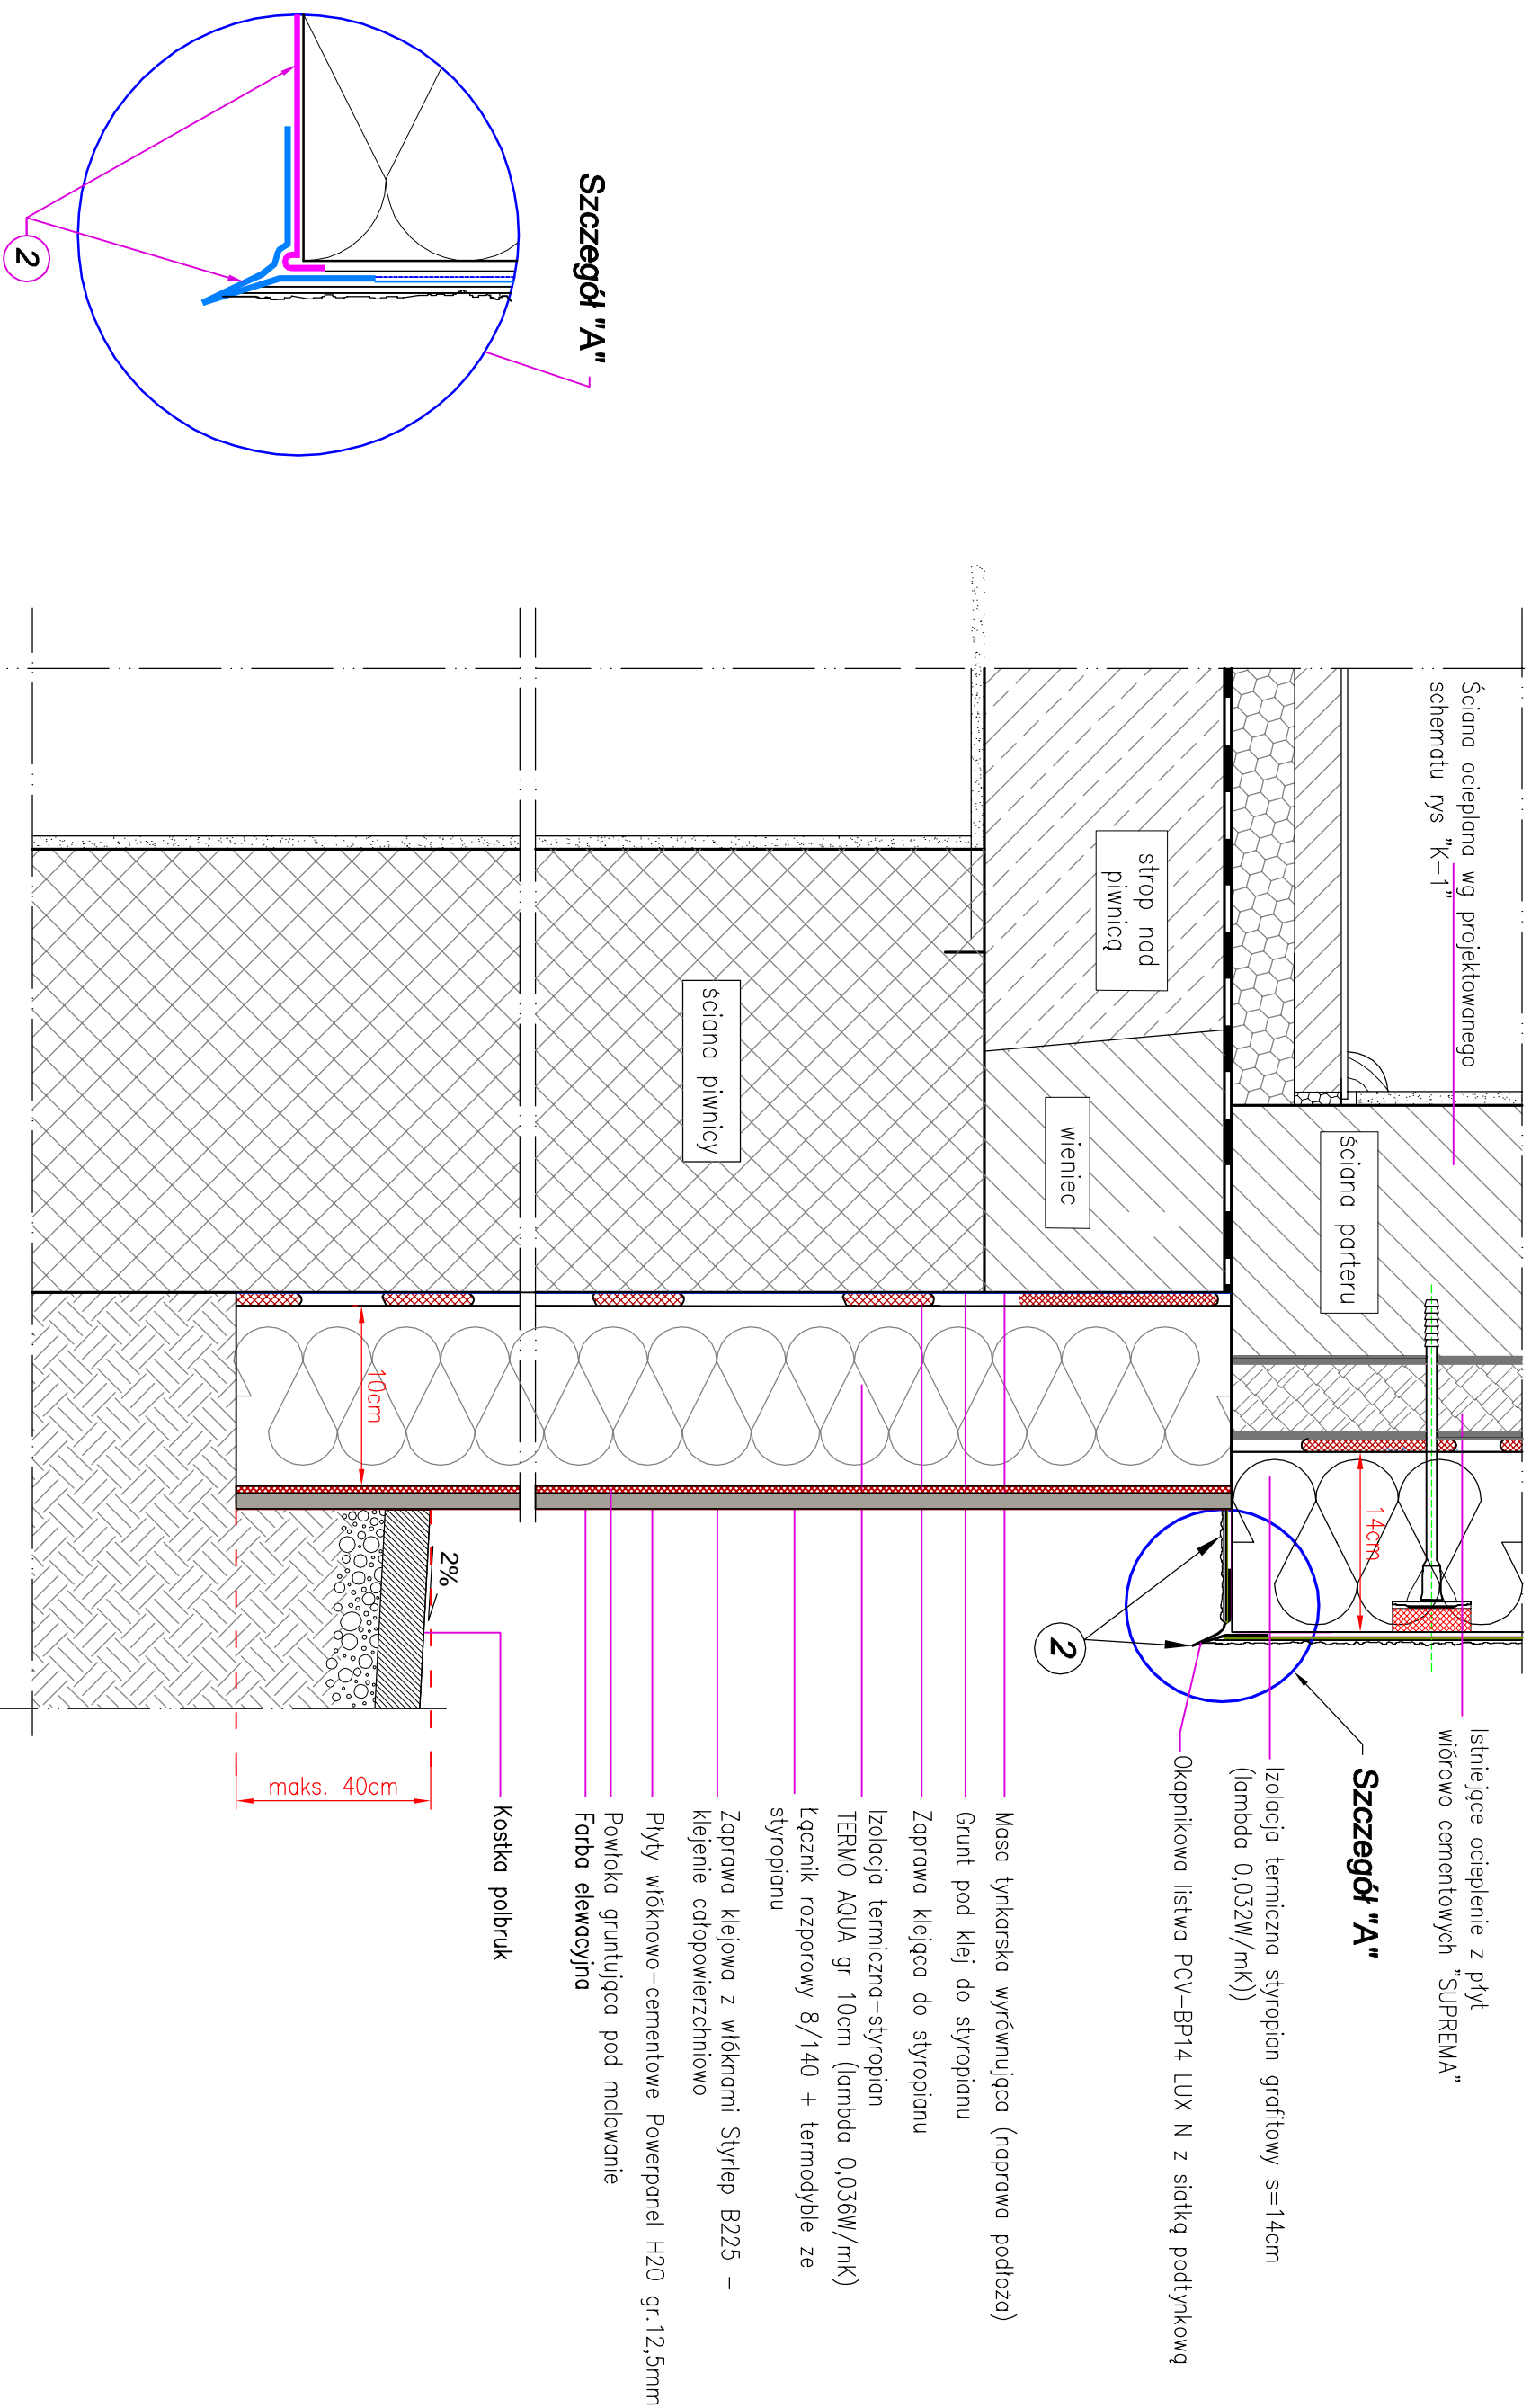 Ściana ocieplana wg projektowanego
schematu rys "K-1"
ściana parteru
strop nad
piwnicą
wieniec
ściana piwnicy
14cm
10cm
2%
maks. 40cm
2
Szczegół "A"
Istniejące ocieplenie z płyt
wiórowo cementowych "SUPREMA"
Izolacja termiczna styropian grafitowy s=14cm
(lambda 0,032W/mK))
Okapnikowa listwa PCV-BP14 LUX N z siatką podtynkową
Masa tynkarska wyrównująca (naprawa podłoża)
Grunt pod klej do styropianu
Zaprawa klejąca do styropianu
Izolacja termiczna-styropian
TERMO AQUA gr 10cm (lambda 0,036W/mK)
Łącznik rozporowy 8/140 + termodyble ze
styropianu
Zaprawa klejowa z włóknami Styrlep B225 -
klejenie całopowierzchniowo
Płyty włóknowo-cementowe Powerpanel H20 gr.12,5mm
Powłoka gruntująca pod malowanie
Farba elewacyjna
Kostka polbruk
Szczegół "A"
2